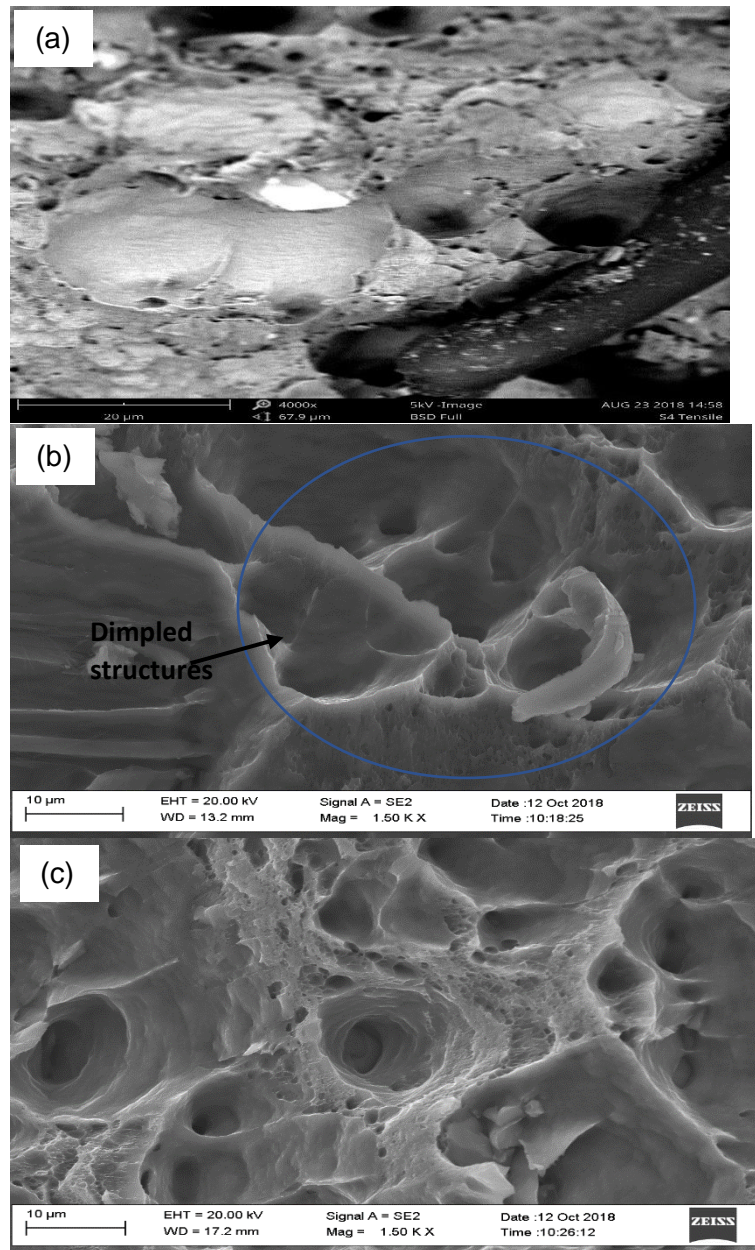 (a)
20 µm
4000x
67.9 µm
5kV -Image
BSD Full
AUG 23 2018 14:58
S4 Tensile
(b)
Dimpled
structures
10 µm
EHT = 20.00 kV
WD = 13.2 mm
Signal A = SE2
Mag = 1.50 K X
Date :12 Oct 2018
Time :10:18:25
ZEISS
(c)
10 µm
EHT = 20.00 kV
WD = 17.2 mm
Signal A = SE2
Mag = 1.50 K X
Date :12 Oct 2018
Time :10:26:12
ZEISS